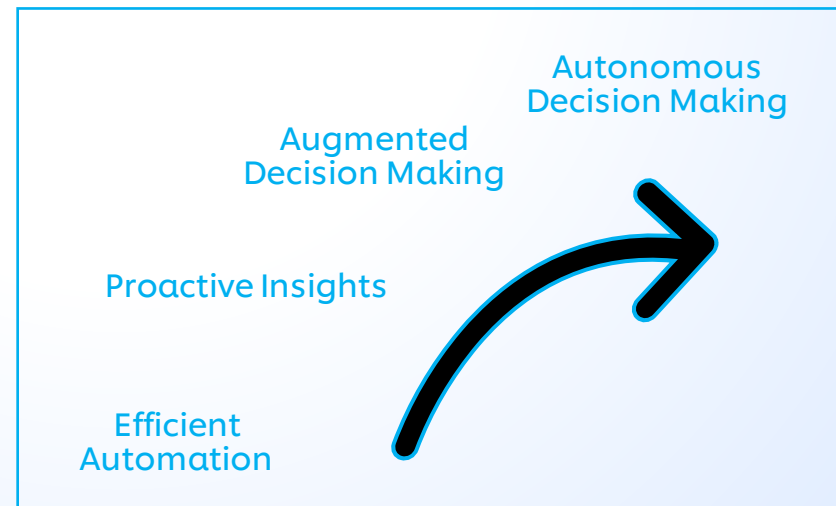 Autonomous
Decision Making
Augmented
Decision Making
Proactive Insights
Efficient
Automation